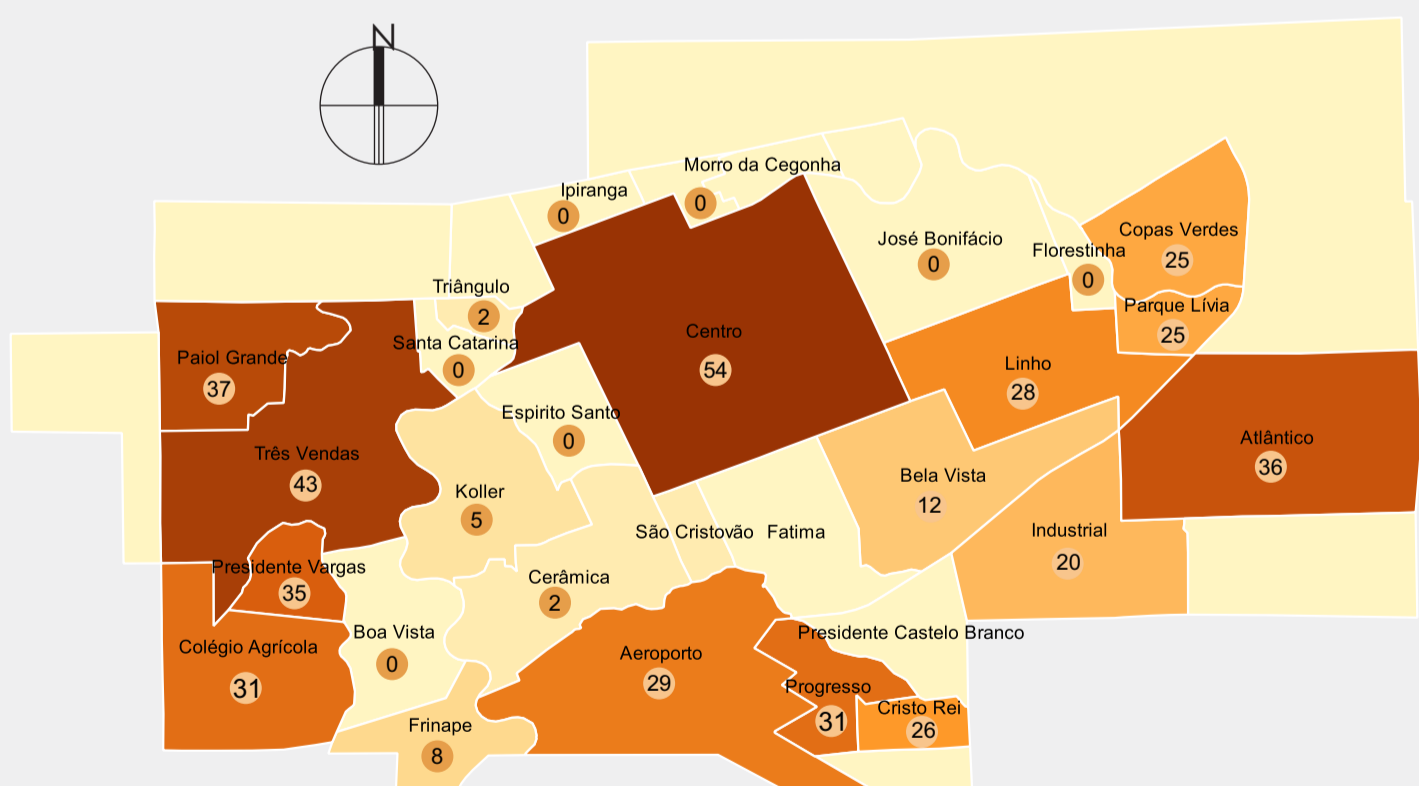 N
Morro da Cegonha
0
Ipiranga
0
José Bonifácio
0
Florestinha
0
Copas Verdes
25
Parque Lívia
25
Triângulo
2
Santa Catarina
0
Centro
54
Paiol Grande
37
Linho
28
Espirito Santo
0
Três Vendas
43
Atlântico
36
Koller
5
Bela Vista
12
São Cristovão
Fatima
Industrial
20
Presidente Vargas
35
Cerâmica
2
Boa Vista
0
Presidente Castelo Branco
Colégio Agrícola
31
Aeroporto
29
Progresso
31
Cristo Rei
26
Frinape
8